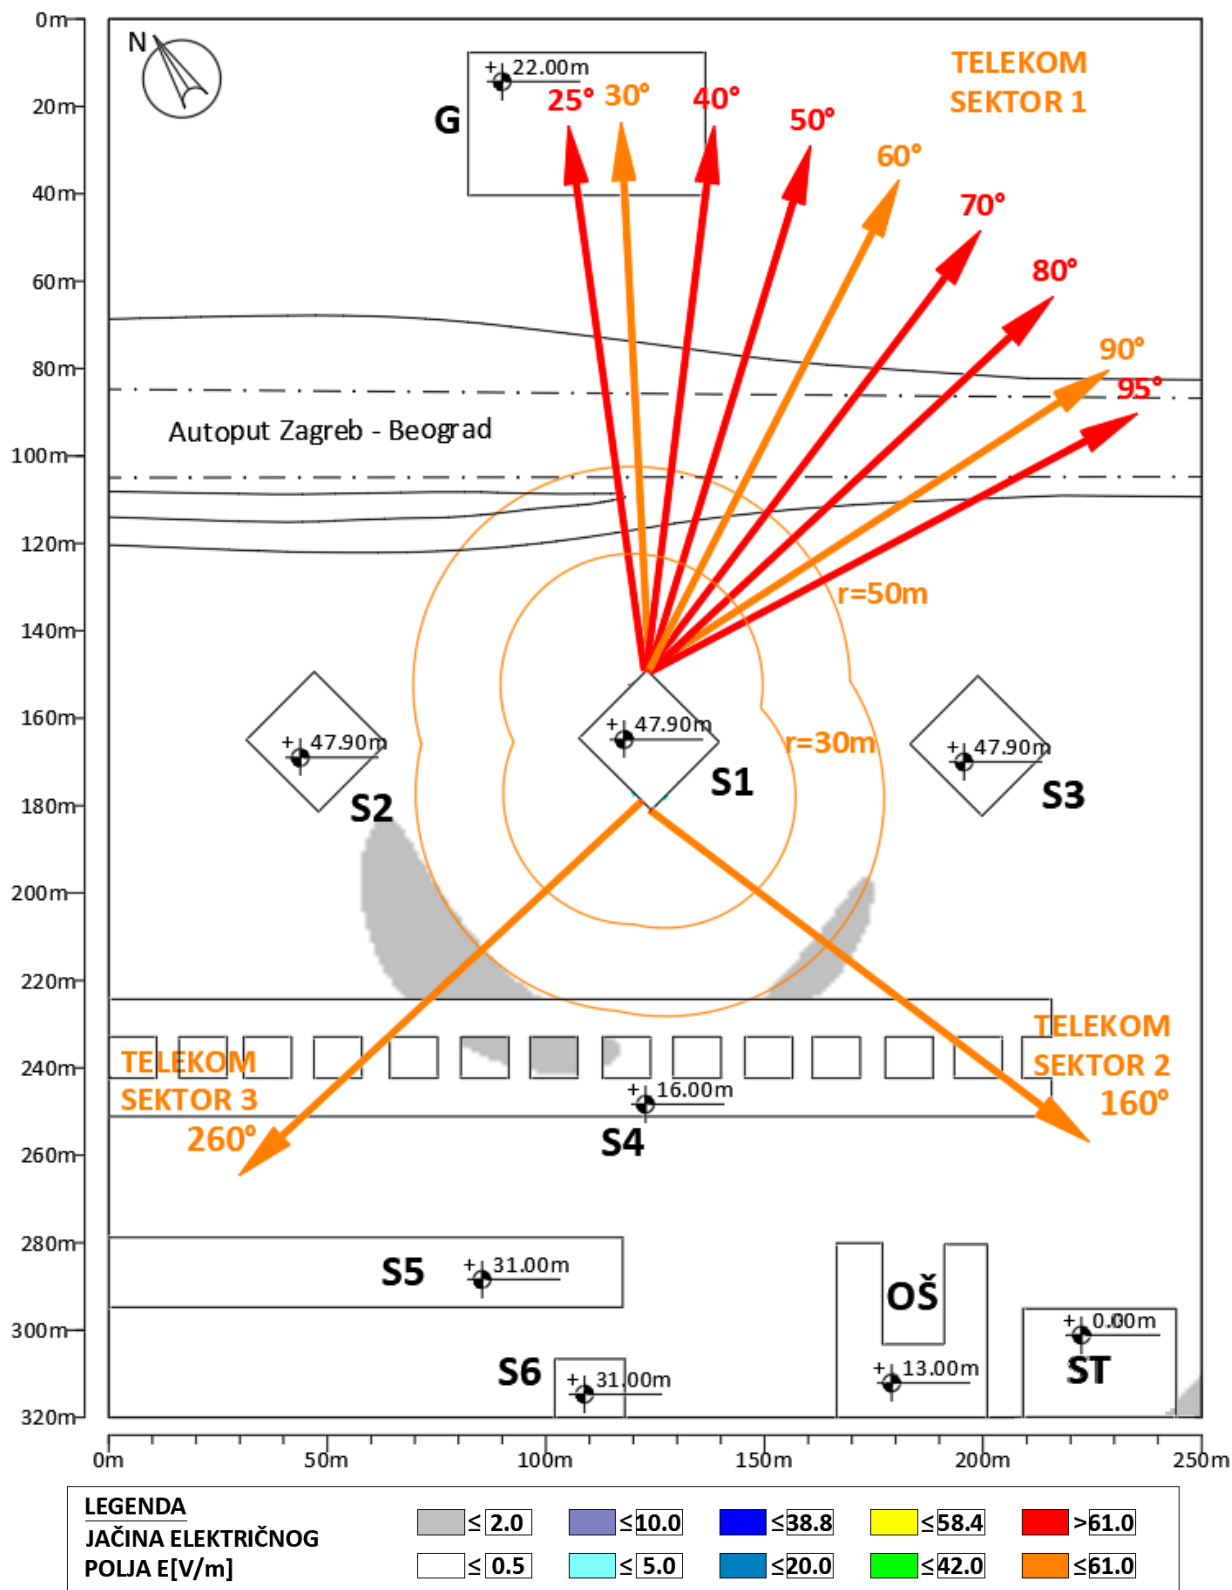 0m
20m
40m
60m
80m
100m
120m
140m
160m
180m
200m
220m
240m
260m
280m
300m
320m
N
+ 22.00m
G
25°
30°
40°
50°
60°
70°
80°
90°
95°
TELEKOM
SEKTOR 1
Autoput Zagreb - Beograd
r=50m
r=30m
+ 47.90m
S2
+ 47.90m
S1
+ 47.90m
S3
TELEKOM
SEKTOR 3
260°
TELEKOM
SEKTOR 2
160°
+ 16.00m
S4
S5
+ 31.00m
S6
+ 31.00m
OŠ
+ 13.00m
+ 0.00m
ST
0m 50m 100m 150m 200m 250m
LEGENDA
JAČINA ELEKTRIČNOG
POLJA E[V/m]
≤ 2.0 ≤10.0 ≤38.8 ≤58.4 >61.0
≤ 0.5 ≤ 5.0 ≤20.0 ≤42.0 ≤61.0